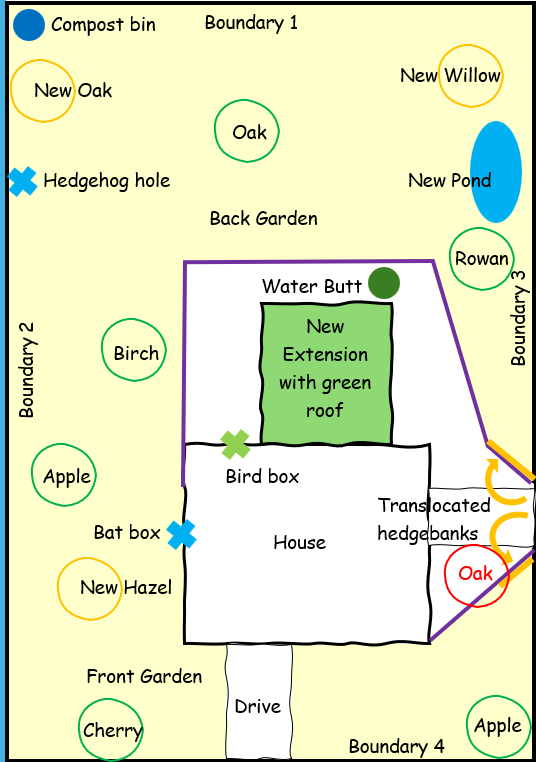 Compost bin
Boundary 1
New Oak
New Willow
Oak
Hedgehog hole
New Pond
Back Garden
Rowan
Water Butt
Boundary 3
New
Extension
with green
roof
Birch
Boundary 2
Apple
Bird box
Translocated
hedgebanks
Bat box
House
Oak
New Hazel
Front Garden
Drive
Cherry
Apple
Boundary 4